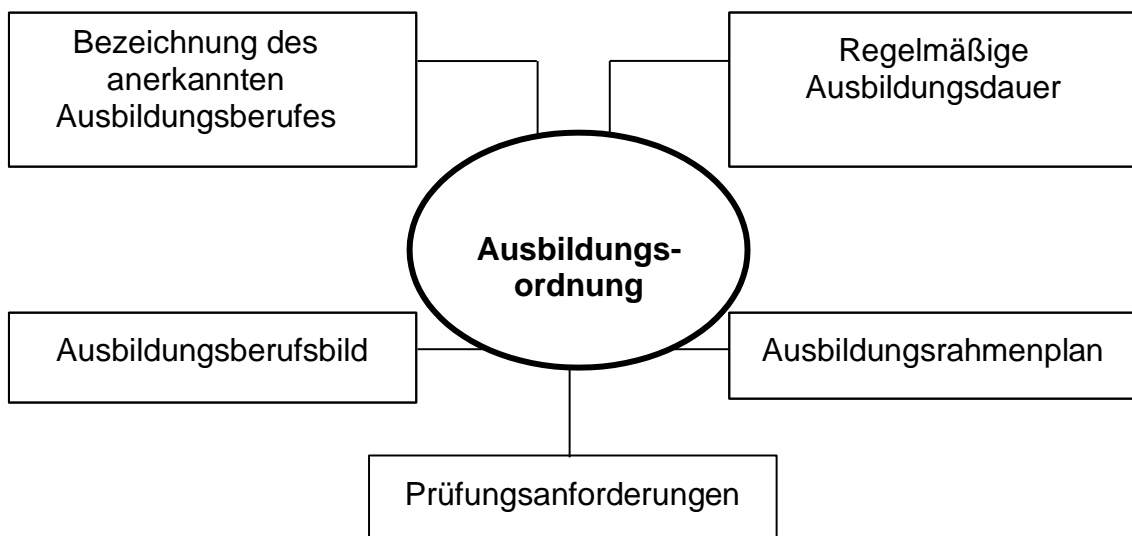 Bezeichnung des
anerkannten
Ausbildungsberufes
Regelmäßige
Ausbildungsdauer
Ausbildungs-
ordnung
Ausbildungsberufsbild
Ausbildungsrahmenplan
Prüfungsanforderungen